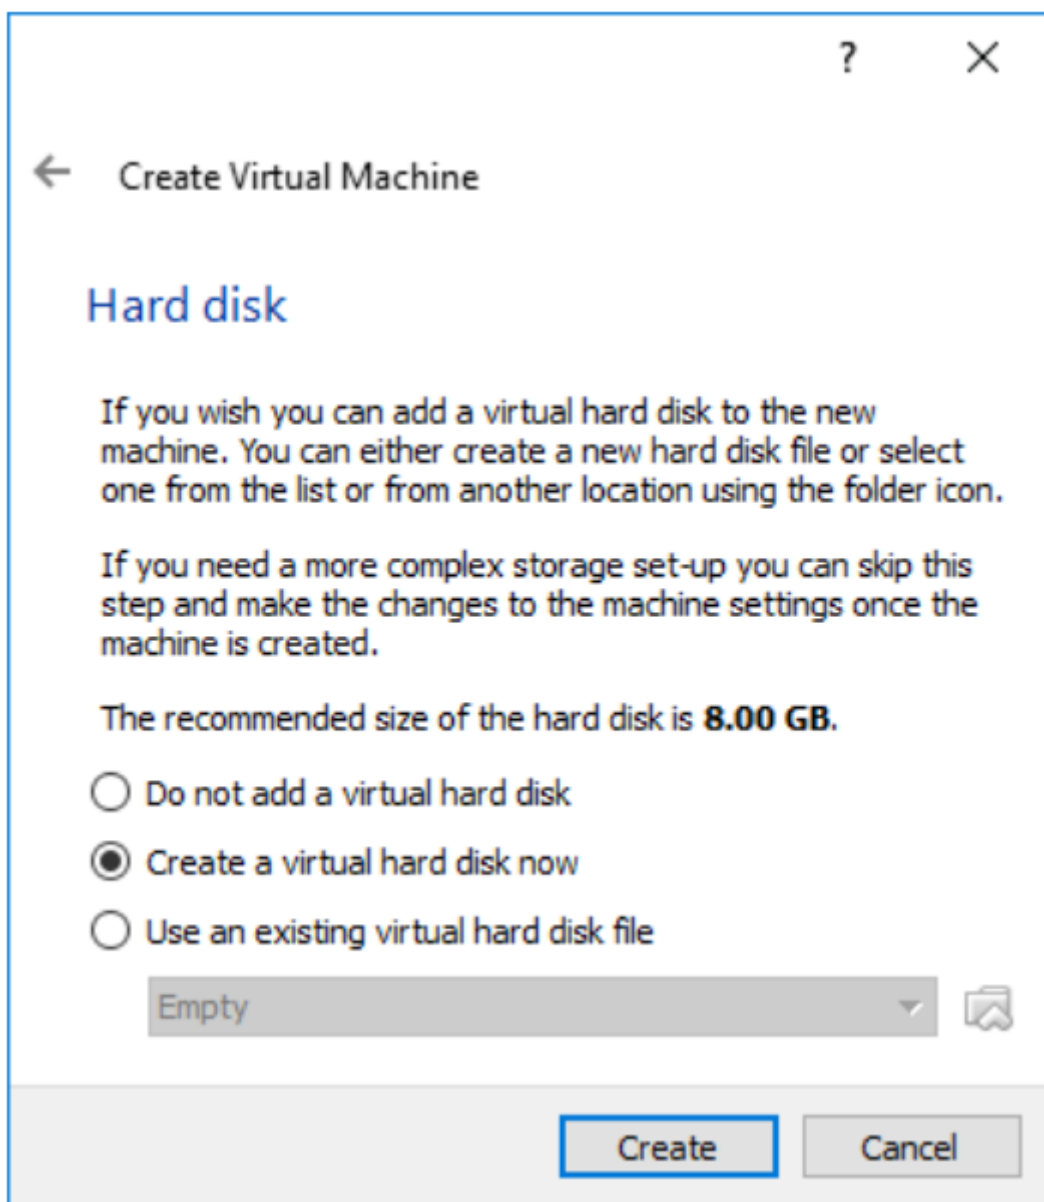 ?
Create Virtual Machine
Hard disk
If you wish you can add a virtual hard disk to the new
machine. You can either create a new hard disk file or select
one from the list or from another location using the folder icon.
If you need a more complex storage set-up you can skip this
step and make the changes to the machine settings once the
machine is created.
The recommended size of the hard disk is 8.00 GB.
Do not add a virtual hard disk
Create a virtual hard disk now
Use an existing virtual hard disk file
Empty
Create Cancel